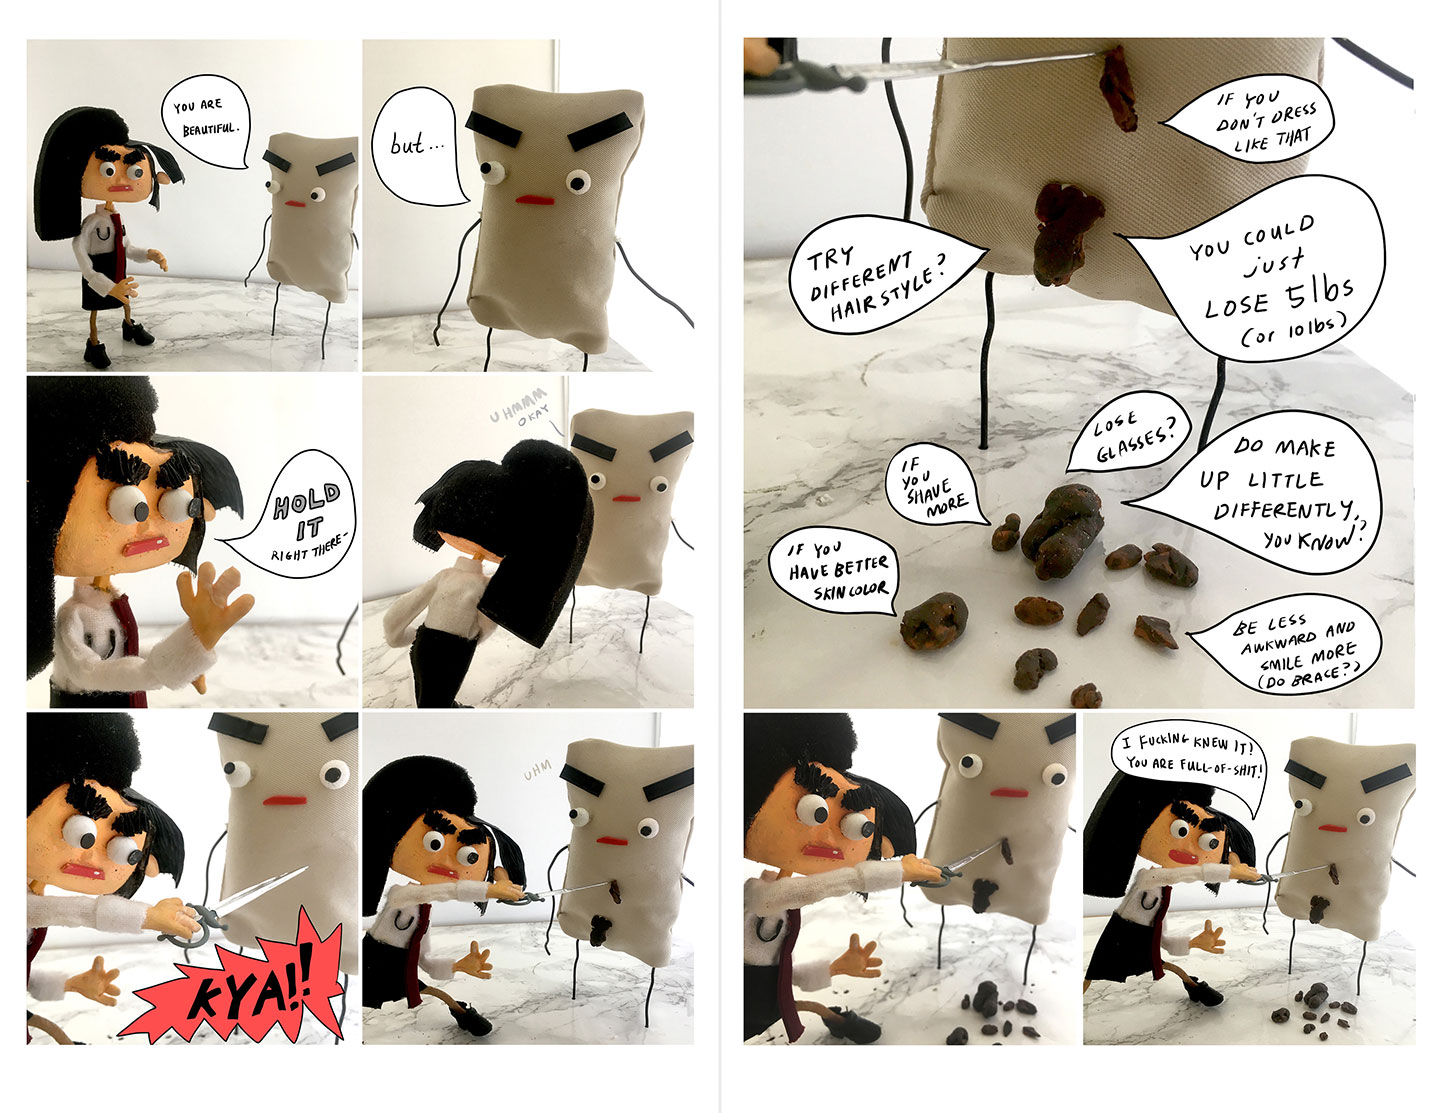 YOU ARE
BEAUTIFUL.
but...
HOLD
IT
RIGHT THERE-
UHMMM
OKAY
KYA!!
UHM
IF YOU
DON'T DRESS
LIKE THAT
TRY
DIFFERENT
HAIRSTYLE?
YOU COULD
just
LOSE 5lbs
(or 10lbs)
LOSE
GLASSES?
IF
YOU
SHAVE
MORE
DO MAKE
UP LITTLE
DIFFERENTLY,
YOU KNOW?
IF YOU
HAVE BETTER
SKIN COLOR
BE LESS
AWKWARD AND
SMILE MORE
(DO BRACE?)
I FUCKING KNEW IT!
YOU ARE FULL-OF-SHIT!